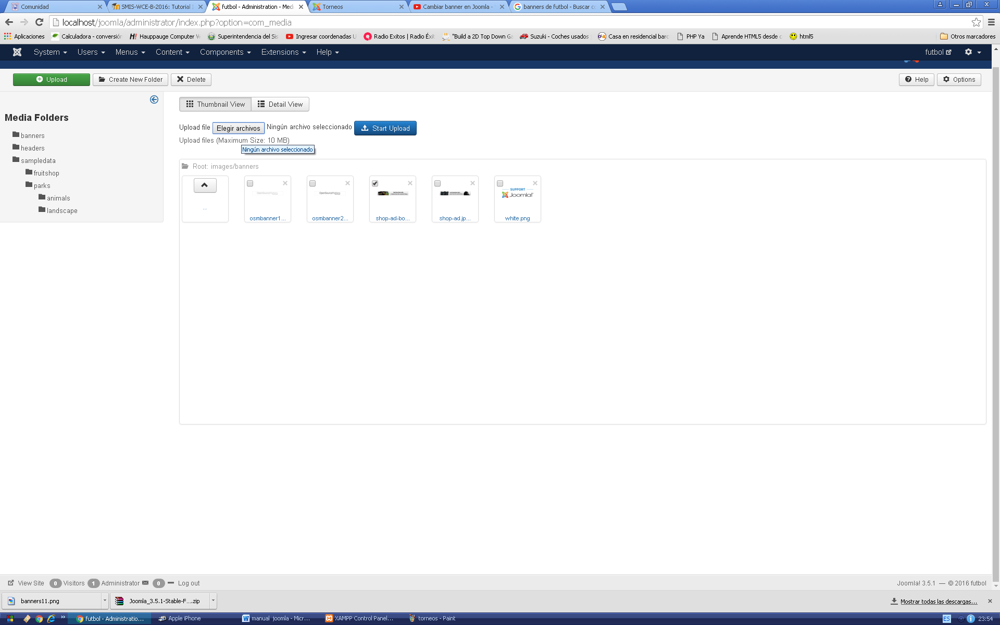 Comunidad
SMIS-WCE-B-2016: Tutorial
futbol - Administration - Medi
Torneos
Cambiar banner en Joomla -
banners de futbol - Buscar co
localhost/joomla/administrator/index.php?option=com_media
Aplicaciones
Calculadora - conversión
Hauppauge Computer W
Superintendencia del Sis
Ingresar coordenadas U
Radio Exitos | Radio Éxit
"Build a 2D Top Down Ga
Suzuki - Coches usados
Casa en residencial barc
PHP Ya
Aprende HTML5 desde c
html5
Otros marcadores
System
Users
Menus
Content
Components
Extensions
Help
futbol
Upload
Create New Folder
Delete
Help
Options
Thumbnail View
Detail View
Media Folders
Upload file
Elegir archivos
Ningún archivo seleccionado
Start Upload
Upload files (Maximum Size: 10 MB)
Ningún archivo seleccionado
banners
headers
sampledata
fruitshop
parks
animals
landscape
Root: images/banners
..
osmbanner1...
osmbanner2...
shop-ad-bo...
shop-ad.jp...
SUPPORT
Joomla!
white.png
View Site
0 Visitors
1 Administrator
0
Log out
Joomla! 3.5.1 — © 2016 futbol
banners11.png
Joomla_3.5.1-Stable-F....zip
Mostrar todas las descargas...
futbol - Administratio...
Apple iPhone
manual joomla - Micr...
XAMPP Control Panel...
torneos - Paint
ES
23:54